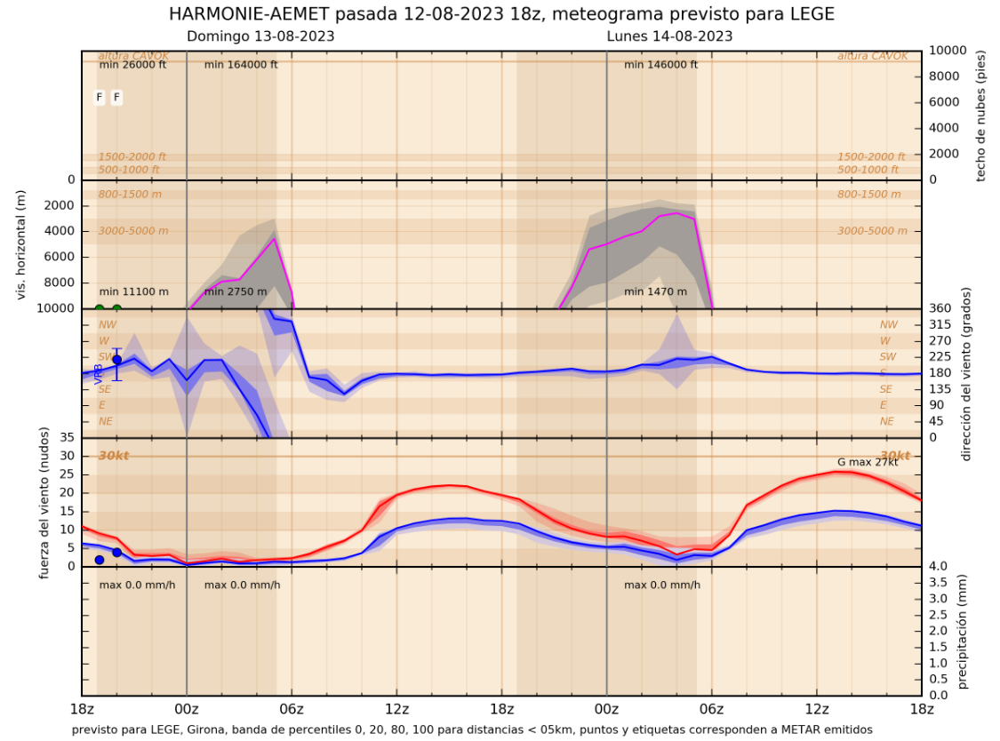 HARMONIE-AEMET pasada 12-08-2023 18z, meteograma previsto para LEGE
Domingo 13-08-2023
Lunes 14-08-2023
altura CAVOK
altura CAVOK
10000
min 26000 ft
min 164000 ft
min 146000 ft
8000
F
F
6000
4000
1500-2000 ft
1500-2000 ft
2000
500-1000 ft
500-1000 ft
0
0
techo de nubes (pies)
800-1500 m
800-1500 m
2000
3000-5000 m
3000-5000 m
4000
6000
8000
min 11100 m
min 2750 m
min 1470 m
10000
vis. horizontal (m)
360
NW
NW
315
W
W
270
SW
SW
225
VRB
S
180
SE
SE
135
E
E
90
NE
NE
45
0
dirección del viento (grados)
35
30kt
30kt
30
G max 27kt
25
20
15
10
5
0
fuerza del viento (nudos)
4.0
max 0.0 mm/h
max 0.0 mm/h
max 0.0 mm/h
3.5
3.0
2.5
2.0
1.5
1.0
0.5
0.0
precipitación (mm)
18z
00z
06z
12z
18z
00z
06z
12z
18z
previsto para LEGE, Girona, banda de percentiles 0, 20, 80, 100 para distancias < 05km, puntos y etiquetas corresponden a METAR emitidos